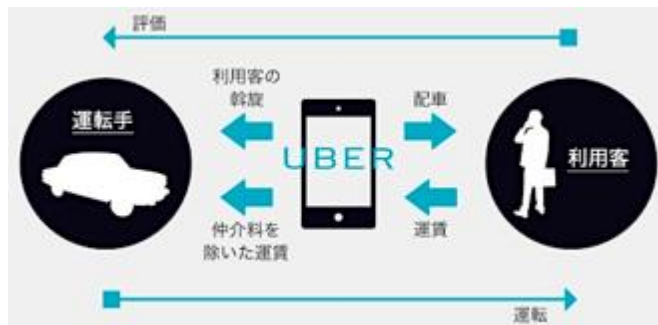 評価
利用客の
斡旋
配車
運転手
UBER
利用客
仲介料を
除いた運賃
運賃
運転